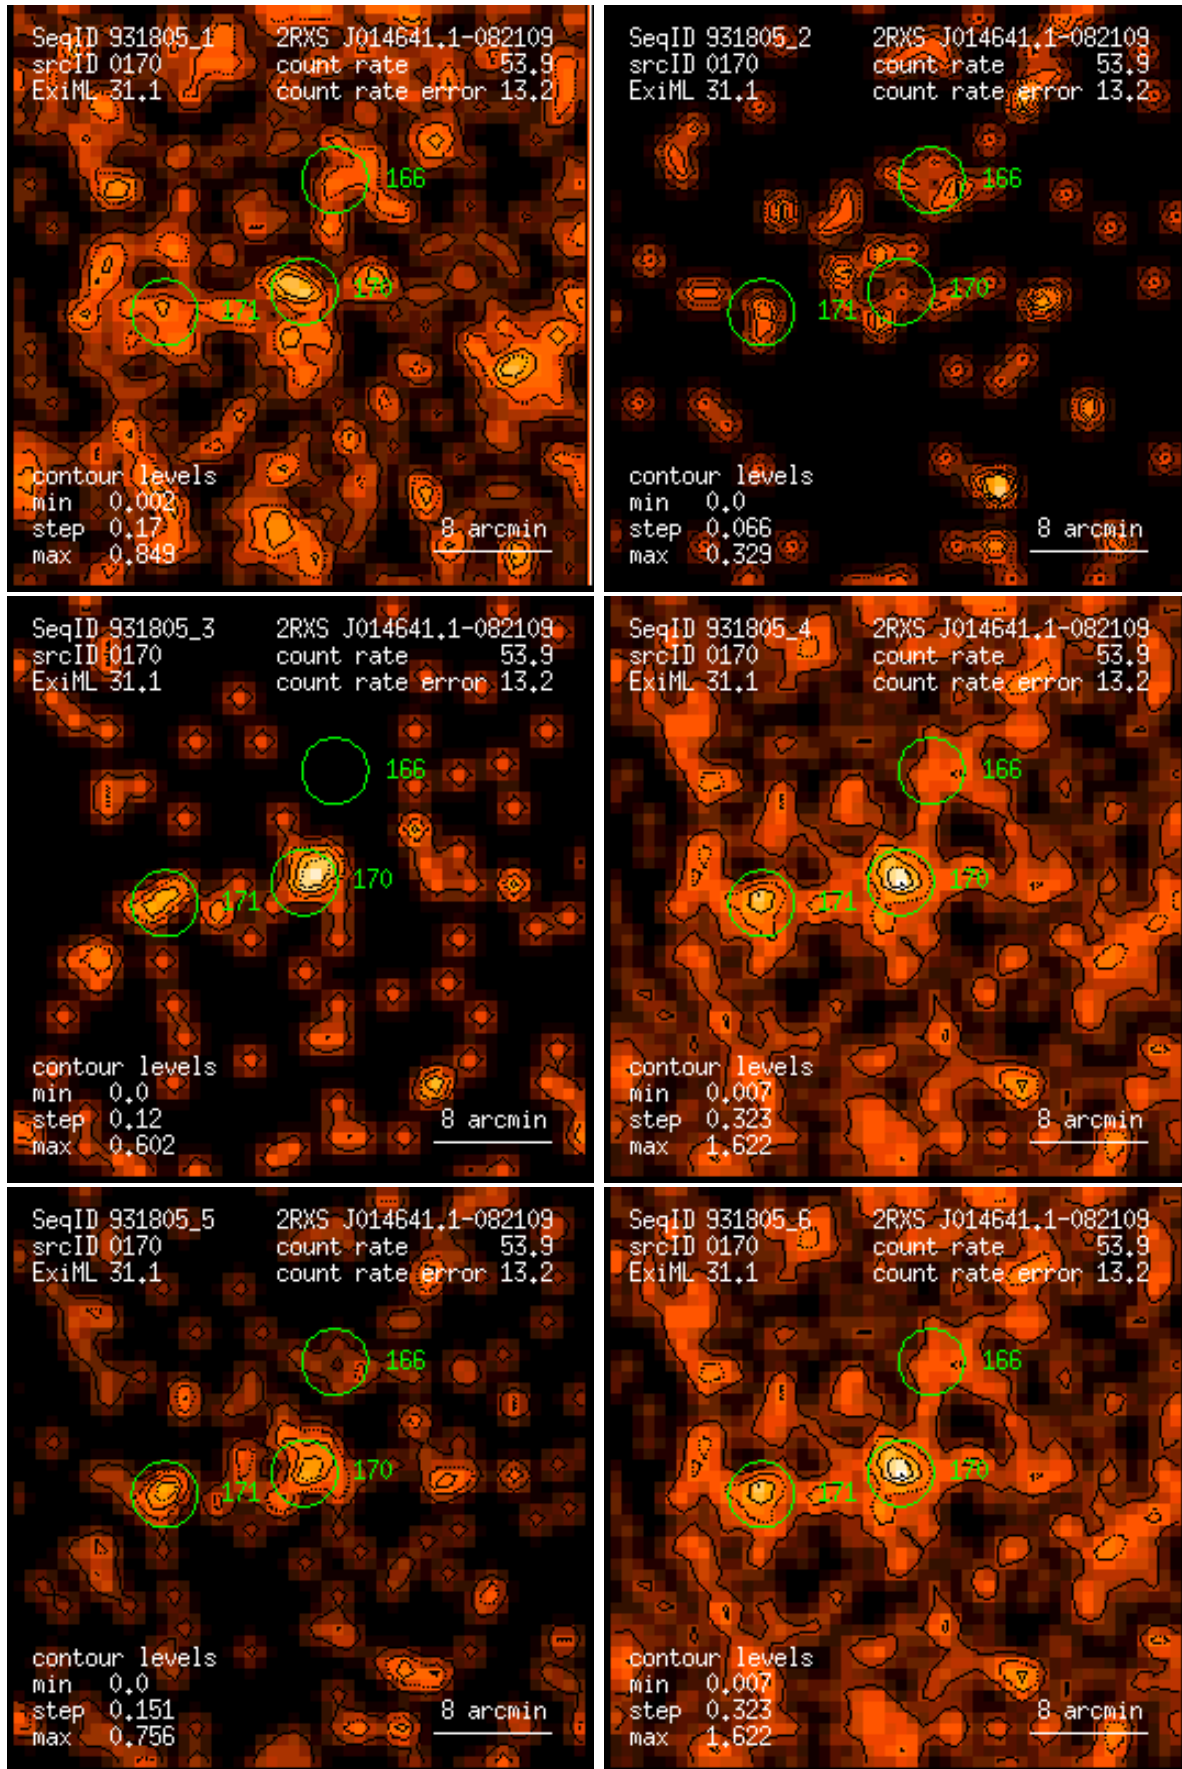 SeqID 931805_1 2RXS J014641.1-082109
srcID 0170 count rate 53.9
ExiML 31.1 count rate error 13.2
166
170
171
contour levels
min 0.002
step 0.17
max 0.849
8 arcmin
SeqID 931805_2 2RXS J014641.1-082109
srcID 0170 count rate 53.9
ExiML 31.1 count rate error 13.2
166
170
171
contour levels
min 0.0
step 0.066
max 0.329
8 arcmin
SeqID 931805_3 2RXS J014641.1-082109
srcID 0170 count rate 53.9
ExiML 31.1 count rate error 13.2
166
170
171
contour levels
min 0.0
step 0.12
max 0.602
8 arcmin
SeqID 931805_4 2RXS J014641.1-082109
srcID 0170 count rate 53.9
ExiML 31.1 count rate error 13.2
166
170
171
contour levels
min 0.007
step 0.323
max 1.622
8 arcmin
SeqID 931805_5 2RXS J014641.1-082109
srcID 0170 count rate 53.9
ExiML 31.1 count rate error 13.2
166
170
171
contour levels
min 0.0
step 0.151
max 0.756
8 arcmin
SeqID 931805_6 2RXS J014641.1-082109
srcID 0170 count rate 53.9
ExiML 31.1 count rate error 13.2
166
170
171
contour levels
min 0.007
step 0.323
max 1.622
8 arcmin